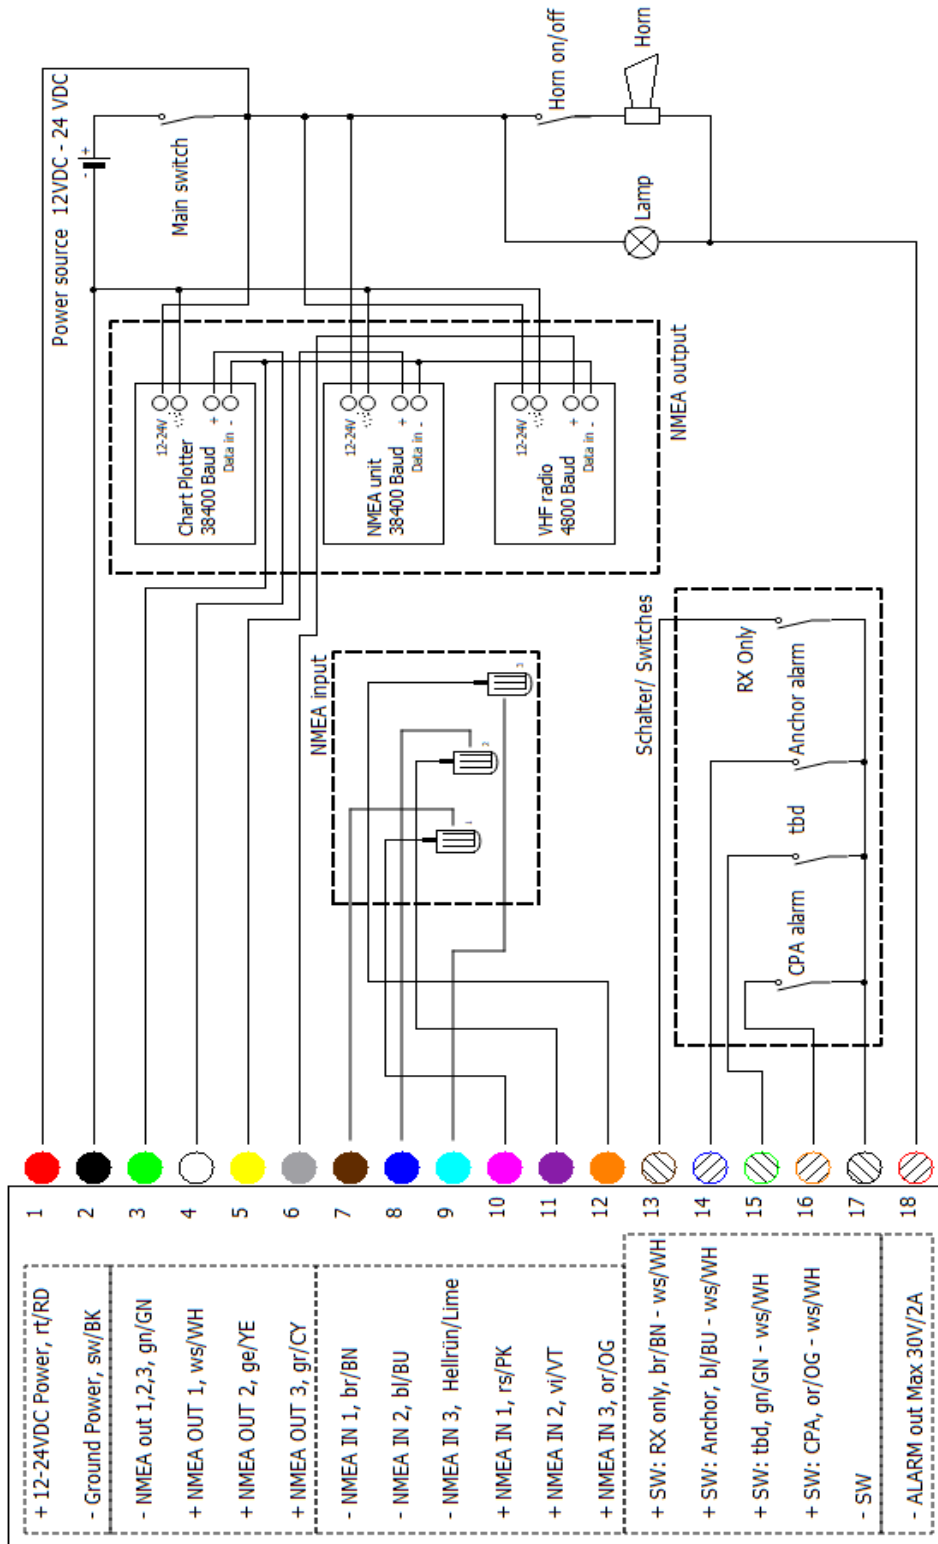 + 12-24VDC Power, rt/RD
1
- Ground Power, sw/BK
2
- NMEA out 1,2,3, gn/GN
3
+ NMEA OUT 1, ws/WH
4
+ NMEA OUT 2, ge/YE
5
+ NMEA OUT 3, gr/CY
6
- NMEA IN 1, br/BN
7
- NMEA IN 2, bl/BU
8
- NMEA IN 3, Hellrün/Lime
9
+ NMEA IN 1, rs/PK
10
+ NMEA IN 2, vi/VT
11
+ NMEA IN 3, or/OG
12
+ SW: RX only, br/BN - ws/WH
13
+ SW: Anchor, bl/BU - ws/WH
14
+ SW: tbd, gn/GN - ws/WH
15
+ SW: CPA, or/OG - ws/WH
16
- SW
17
- ALARM out Max 30V/2A
18
Power source 12VDC - 24 VDC
- +
Main switch
Chart Plotter
38400 Baud
12-24V
+
Data in -
NMEA unit
38400 Baud
12-24V
+
Data in -
VHF radio
4800 Baud
12-24V
+
Data in -
NMEA output
NMEA input
1
2
3
Schalter/ Switches
RX Only
Anchor alarm
tbd
CPA alarm
Horn on/off
Horn
Lamp